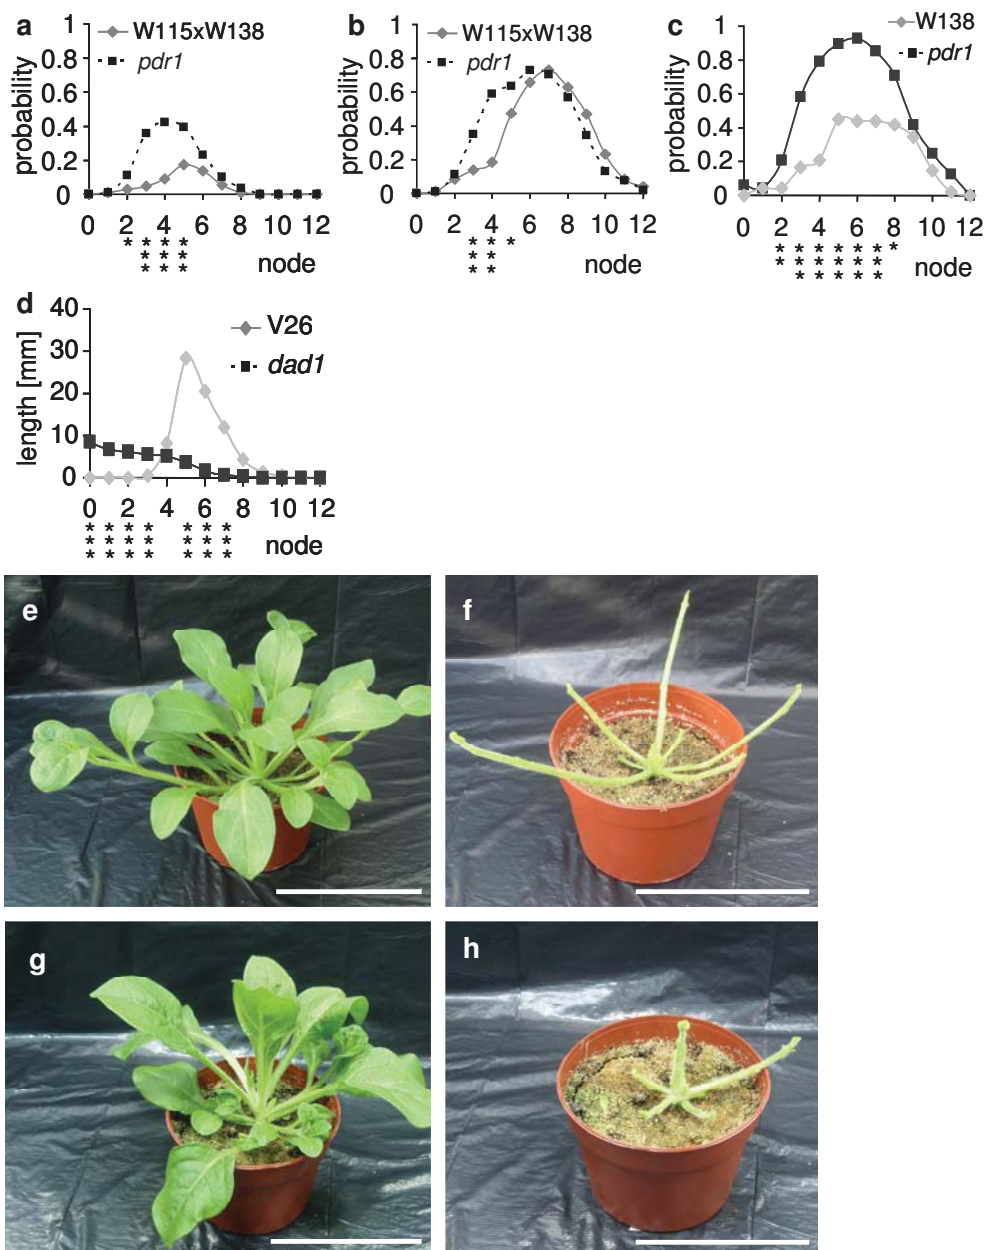 a
1
0.8
0.6
0.4
0.2
0
probability
W115xW138
pdr1
0 2 4 6 8 10 12
* * * *
* * *
* * *
node
b
1
0.8
0.6
0.4
0.2
0
probability
W115xW138
pdr1
0 2 4 6 8 10 12
* * *
* *
* *
node
c
1
0.8
0.6
0.4
0.2
0
probability
W138
pdr1
0 2 4 6 8 10 12
* * * * * * *
* * * * * *
* * * * *
node
d
40
30
20
10
0
length [mm]
V26
dad1
0 2 4 6 8 10 12
* * * * * * *
* * * * * * *
* * * * * * *
node
e
f
g
h